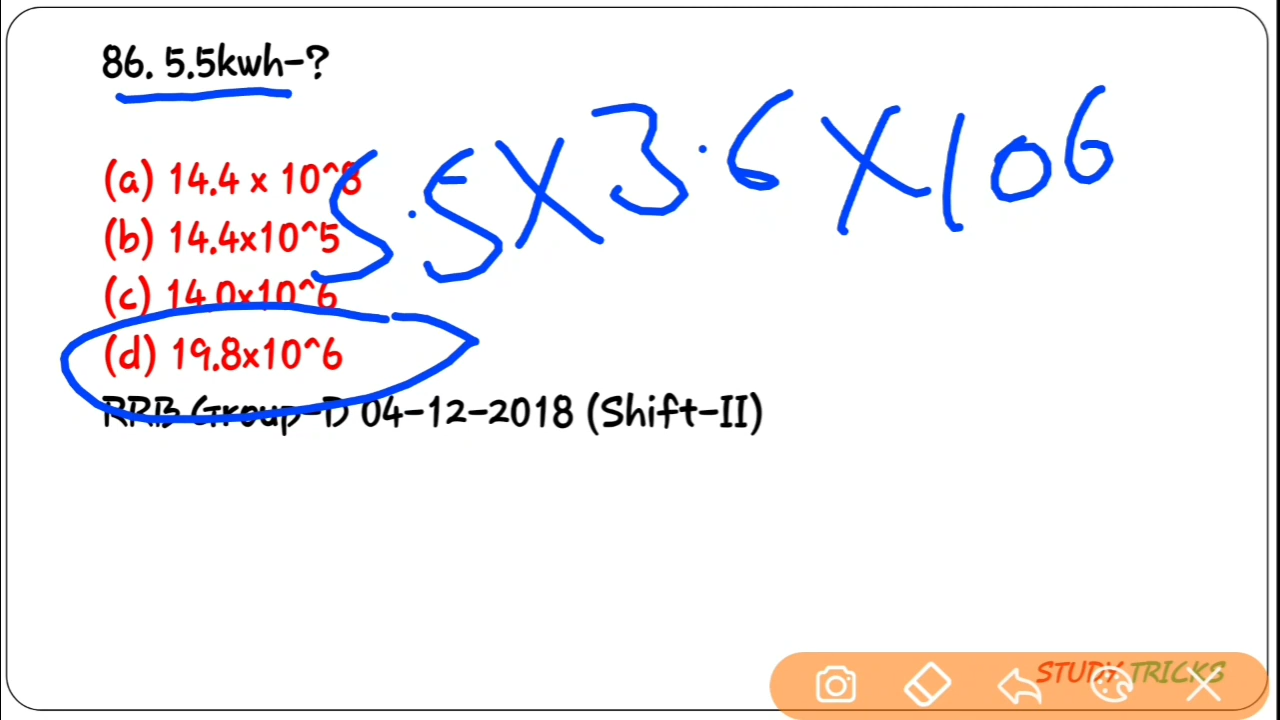 86. 5.5kwh-?
5.5X3.6X10⁶
(a) 14.4 x 10^8
(b) 14.4x10^5
(c) 14.0x10^6
(d) 19.8x10^6
RRB Group-D 04-12-2018 (Shift-II)
STUDY TRICKS